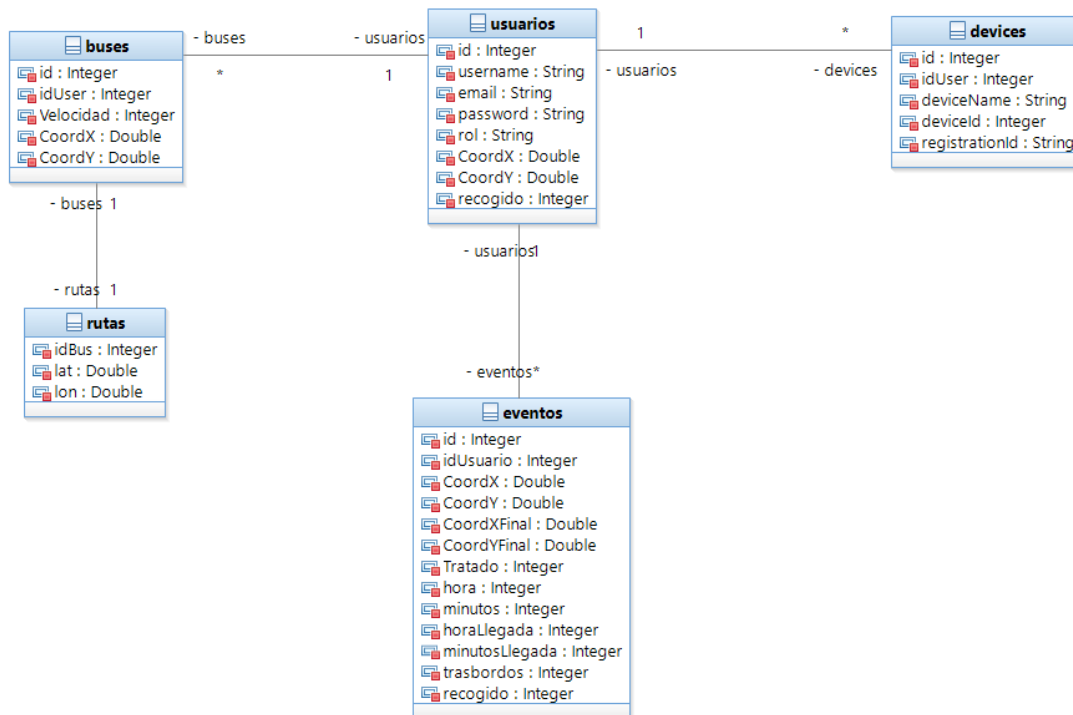 buses
id : Integer
idUser : Integer
Velocidad : Integer
CoordX : Double
CoordY : Double
- buses
*
- usuarios
1
usuarios
id : Integer
username : String
email : String
password : String
rol : String
CoordX : Double
CoordY : Double
recogido : Integer
1
- usuarios
*
- devices
devices
id : Integer
idUser : Integer
deviceName : String
deviceId : Integer
registrationId : String
- buses 1
- rutas 1
rutas
idBus : Integer
lat : Double
lon : Double
- usuarios1
- eventos*
eventos
id : Integer
idUsuario : Integer
CoordX : Double
CoordY : Double
CoordXFinal : Double
CoordYFinal : Double
Tratado : Integer
hora : Integer
minutos : Integer
horaLlegada : Integer
minutosLlegada : Integer
trasbordos : Integer
recogido : Integer